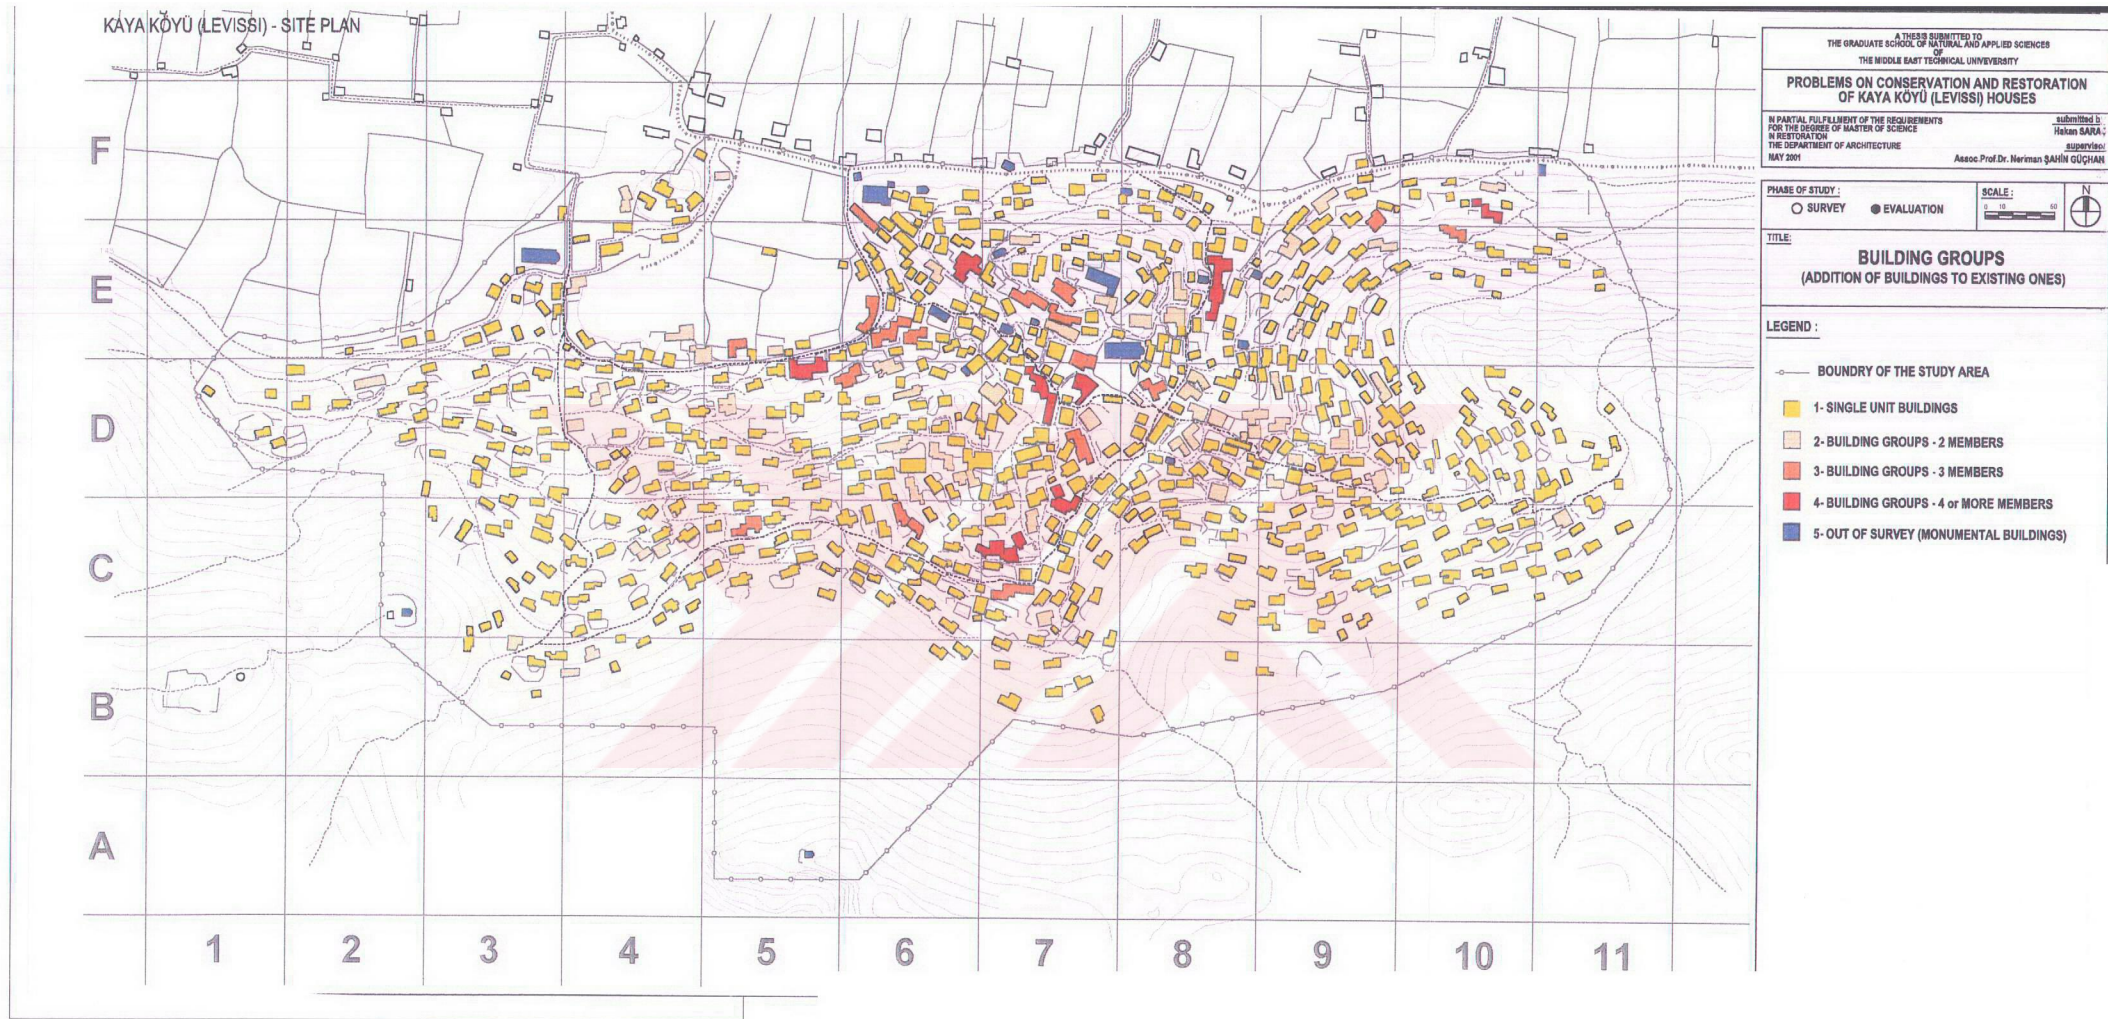 KAYA KÖYÜ (LEVISSI) - SITE PLAN
F
E
D
C
B
A
1
2
3
4
5
6
7
8
9
10
11
A THESIS SUBMITTED TO
THE GRADUATE SCHOOL OF NATURAL AND APPLIED SCIENCES
OF
THE MIDDLE EAST TECHNICAL UNIVEVERSITY
PROBLEMS ON CONSERVATION AND RESTORATION
OF KAYA KÖYÜ (LEVISSI) HOUSES
IN PARTIAL FULFILLMENT OF THE REQUIREMENTS
FOR THE DEGREE OF MASTER OF SCIENCE
IN RESTORATION
THE DEPARTMENT OF ARCHITECTURE
MAY 2001
submitted b
Hakan SARA
supervisor
Assoc.Prof.Dr. Neriman ŞAHİN GÜÇHAN
PHASE OF STUDY :
SURVEY
EVALUATION
SCALE :
0 10 50
N
TITLE:
BUILDING GROUPS
(ADDITION OF BUILDINGS TO EXISTING ONES)
LEGEND :
BOUNDRY OF THE STUDY AREA
1- SINGLE UNIT BUILDINGS
2- BUILDING GROUPS - 2 MEMBERS
3- BUILDING GROUPS - 3 MEMBERS
4- BUILDING GROUPS - 4 or MORE MEMBERS
5- OUT OF SURVEY (MONUMENTAL BUILDINGS)